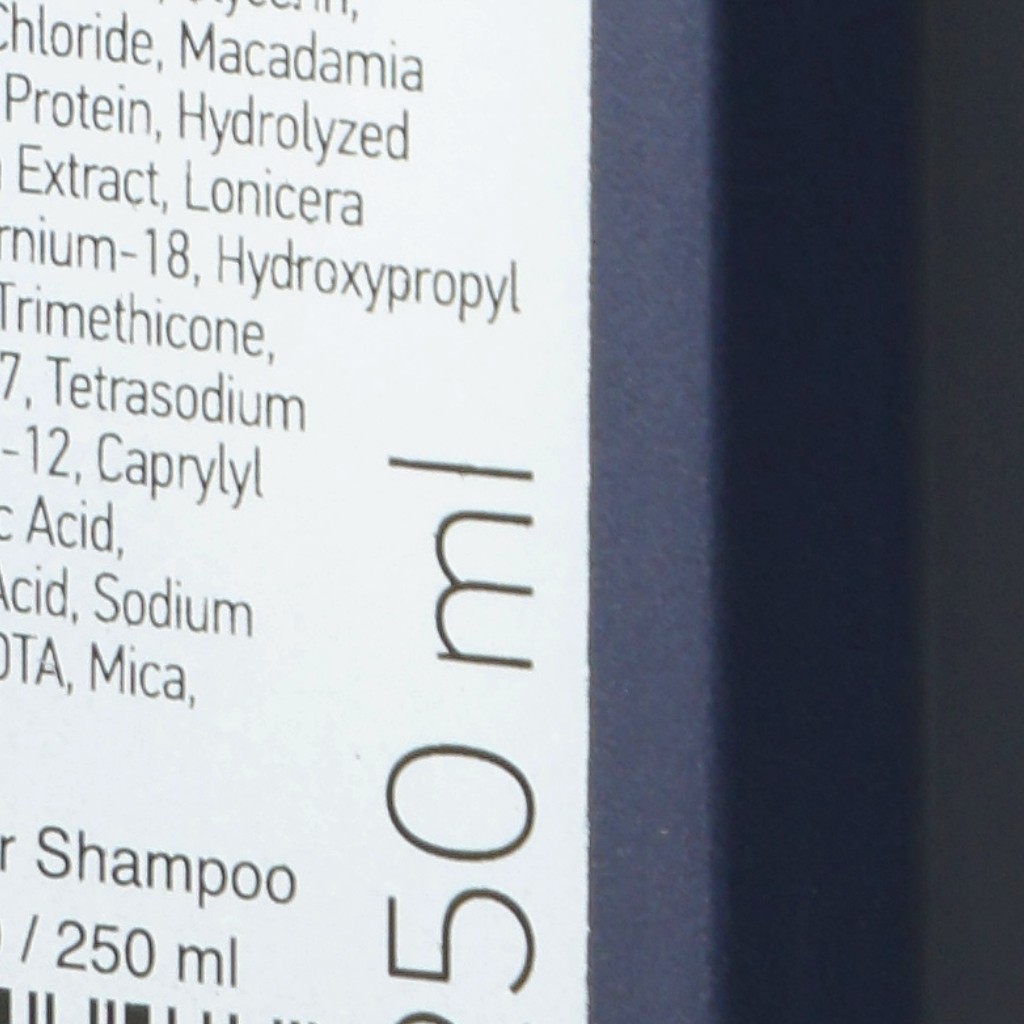 Chloride, Macadamia
Protein, Hydrolyzed
Extract, Lonicera
rnium-18, Hydroxypropyl
Trimethicone,
7, Tetrasodium
-12, Caprylyl
c Acid,
Acid, Sodium
DTA, Mica,
r Shampoo
/ 250 ml
250 ml